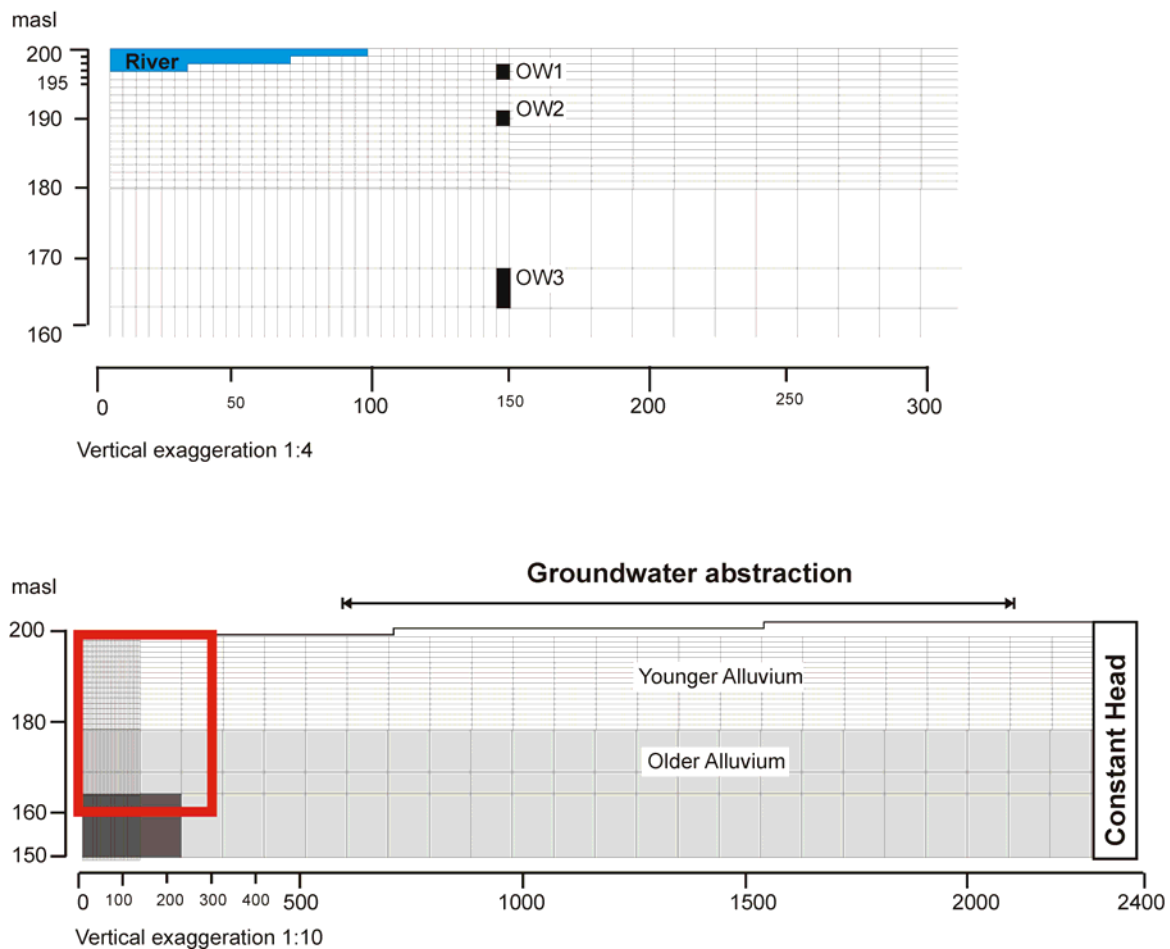 masl
200
River
195
OW1
190
OW2
180
170
OW3
160
0
50
100
150
200
250
300
Vertical exaggeration 1:4
Groundwater abstraction
masl
200
Younger Alluvium
180
Older Alluvium
160
150
Constant Head
0
100
200
300
400
500
1000
1500
2000
2400
Vertical exaggeration 1:10